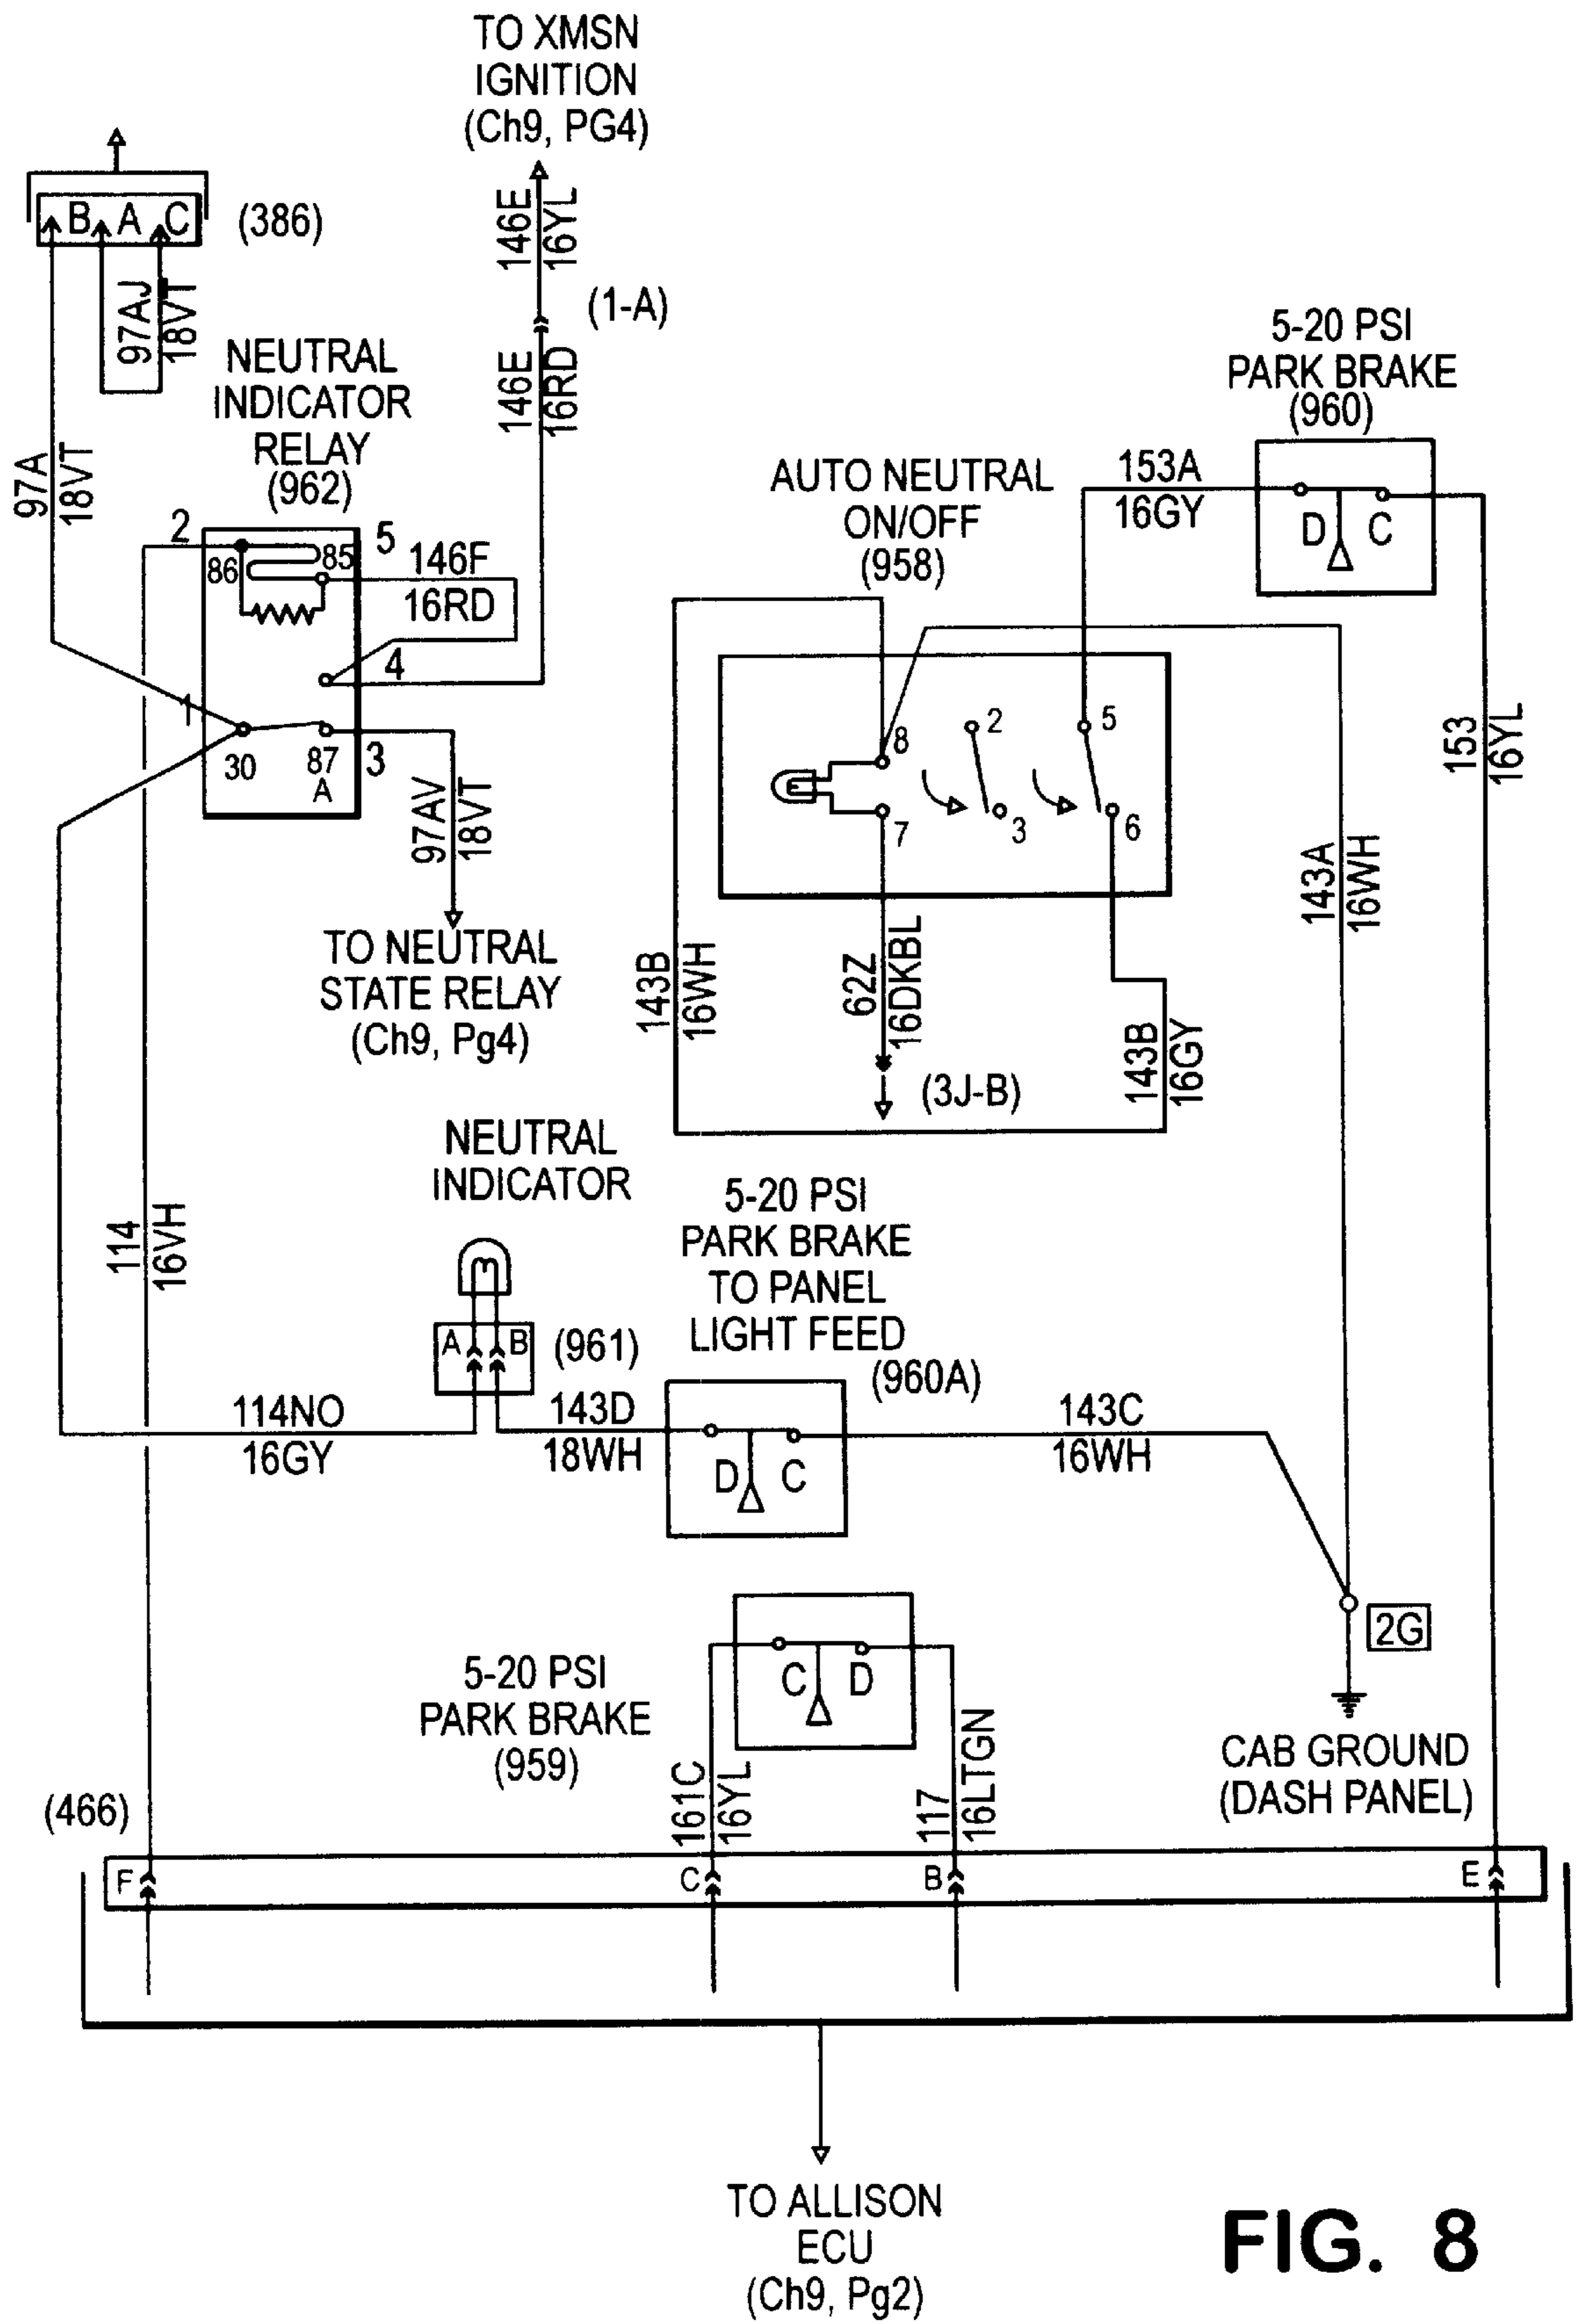 TO XMSN
IGNITION
(Ch9, PG4)
B A C
(386)
146E
16YL
(1-A)
97AJ
18VT
146E
16RD
NEUTRAL
INDICATOR
RELAY
(962)
97A
18VT
5-20 PSI
PARK BRAKE
(960)
153A
16GY
D C
AUTO NEUTRAL
ON/OFF
(958)
2
86
85
5
146F
16RD
4
1
30
87
A
3
97AV
18VT
TO NEUTRAL
STATE RELAY
(Ch9, Pg4)
8
7
2
3
5
6
153
16YL
143A
16WH
143B
16WH
62Z
16DKBL
(3J-B)
143B
16GY
NEUTRAL
INDICATOR
114
16VH
A B
(961)
5-20 PSI
PARK BRAKE
TO PANEL
LIGHT FEED
(960A)
114NO
16GY
143D
18WH
D C
143C
16WH
2G
5-20 PSI
PARK BRAKE
(959)
C D
161C
16YL
117
16LTGN
CAB GROUND
(DASH PANEL)
(466)
F
C
B
E
TO ALLISON
ECU
(Ch9, Pg2)
FIG. 8